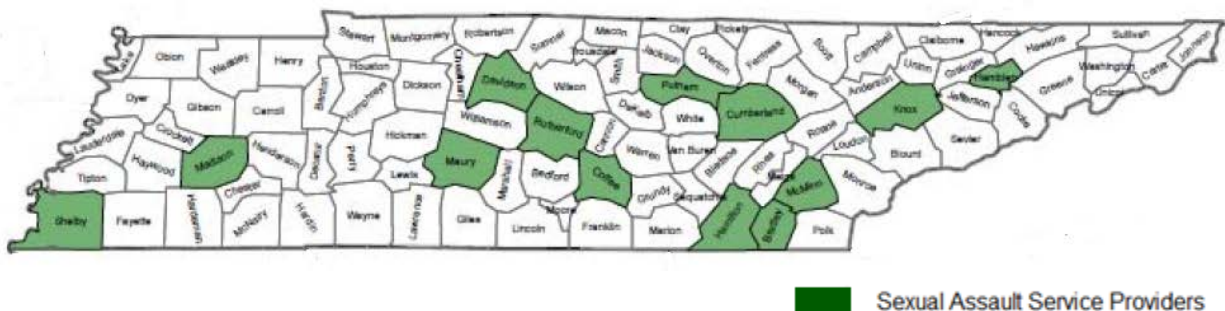 Stewart
Montgomery
Robertson
Sumner
Macon
Clay
Pickett
Trousdale
Jackson
Overton
Fentress
Scott
Campbell
Claiborne
Hancock
Hawkins
Sullivan
Johnson
Lake
Obion
Weakley
Henry
Houston
Cheatham
Davidson
Wilson
Smith
Putnam
Morgan
Anderson
Union
Grainger
Hamblen
Greene
Washington
Carter
Unicoi
Dyer
Gibson
Carroll
Benton
Humphreys
Dickson
Williamson
Rutherford
Cannon
DeKalb
White
Cumberland
Roane
Knox
Jefferson
Cocke
Sevier
Lauderdale
Crockett
Haywood
Madison
Henderson
Decatur
Perry
Hickman
Lewis
Maury
Marshall
Bedford
Coffee
Warren
Van Buren
Bledsoe
Rhea
Meigs
McMinn
Loudon
Blount
Monroe
Tipton
Chester
Shelby
Fayette
Hardeman
McNairy
Hardin
Wayne
Lawrence
Giles
Lincoln
Moore
Franklin
Grundy
Sequatchie
Marion
Hamilton
Bradley
Polk
Sexual Assault Service Providers